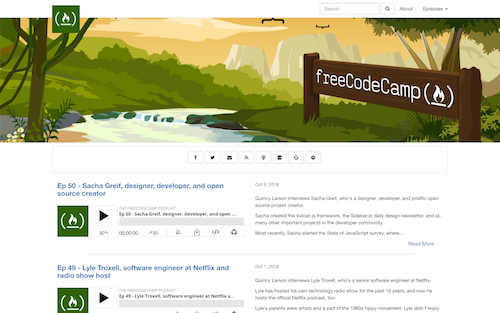 Search
About
Episodes
freeCodeCamp(🔥)
Ep 50 - Sacha Greif, designer, developer, and open
source creator
Oct 8, 2018
THE FREECODECAMP PODCAST
Ep 50 - Sacha Greif, designer, developer, and open ...
00:00:00
30
Quincy Larson interviews Sacha Greif, who's a designer, developer, and prolific open
source project creator.
Sacha created the Vulcan.js framework, the Sidebar.io daily design newsletter, and so
many other important projects in the developer community.
Most recently, Sacha started the State of JavaScript survey, where...
Read More
Ep 49 - Lyle Troxell, software engineer at Netflix and
radio show host
Oct 1, 2018
THE FREECODECAMP PODCAST
Ep 49 - Lyle Troxell, software engineer at Netflix a...
Quincy Larson interviews Lyle Troxell, who's a senior software engineer at Netflix.
Lyle has hosted his own technology radio show for the past 18 years, and now he
hosts the official Netflix podcast, too.
Lyle's parents were artists and a part of the 1960s hippy movement. Lyle didn't enjoy